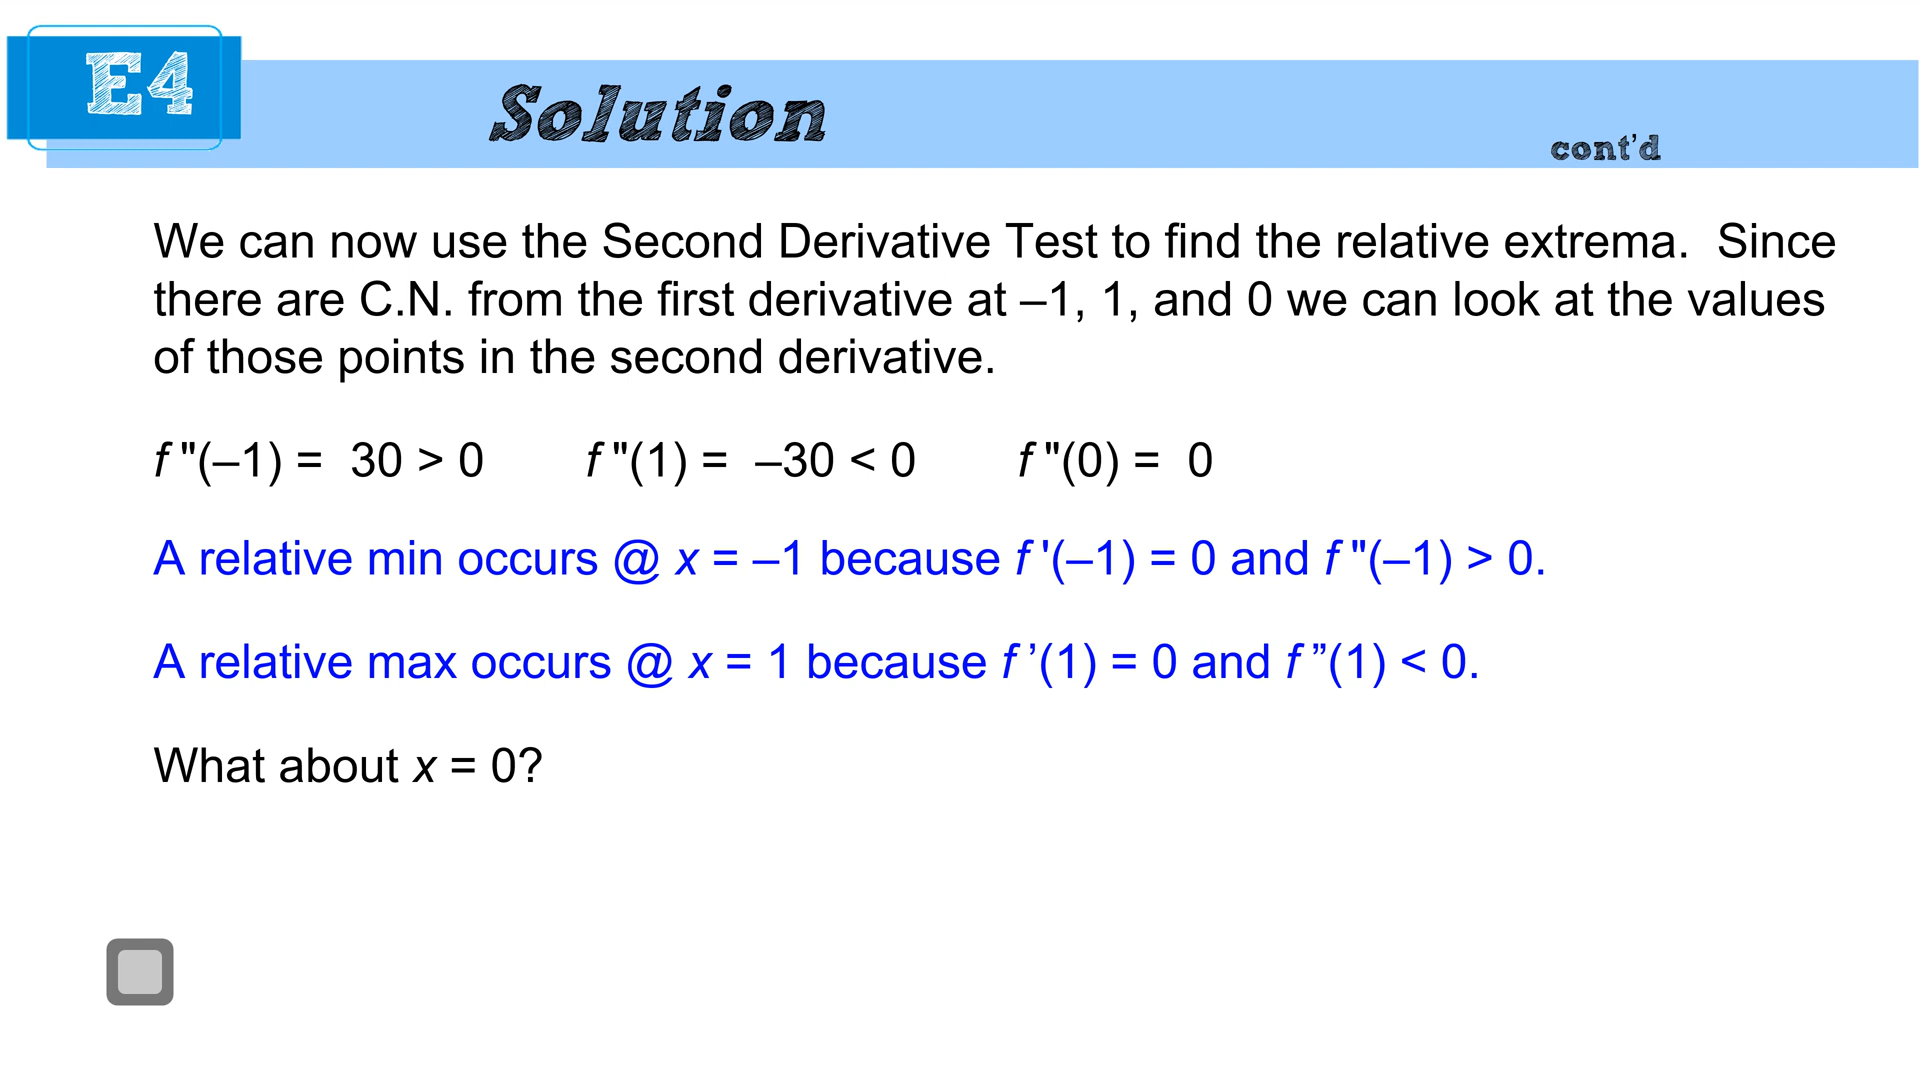 E4
Solution
cont’d
We can now use the Second Derivative Test to find the relative extrema.  Since
there are C.N. from the first derivative at –1, 1, and 0 we can look at the values
of those points in the second derivative.
f "(–1) =  30 > 0  f "(1) =  –30 < 0  f "(0) =  0
A relative min occurs @ x = –1 because f '(–1) = 0 and f "(–1) > 0.
A relative max occurs @ x = 1 because f ’(1) = 0 and f ”(1) < 0.
What about x = 0?